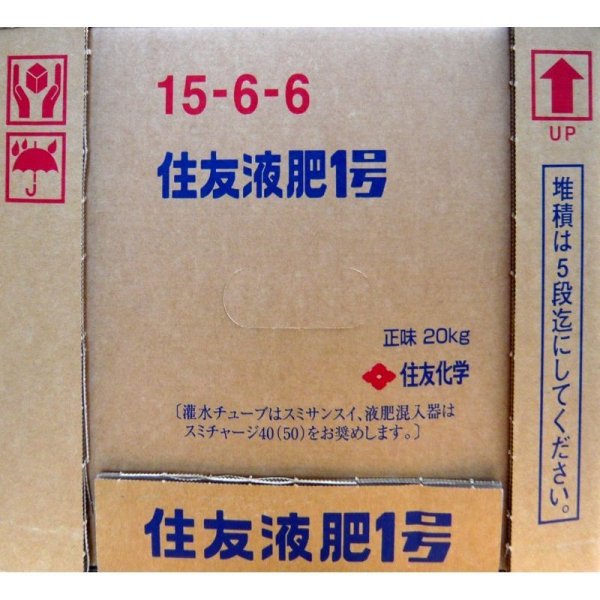 15-6-6
住友液肥1号
正味 20kg
住友化学
〔灌水チューブはスミサンスイ、液肥混入器は
スミチャージ40(50)をお奨めします。〕
住友液肥1号
J
UP
堆積は5段迄にしてください。